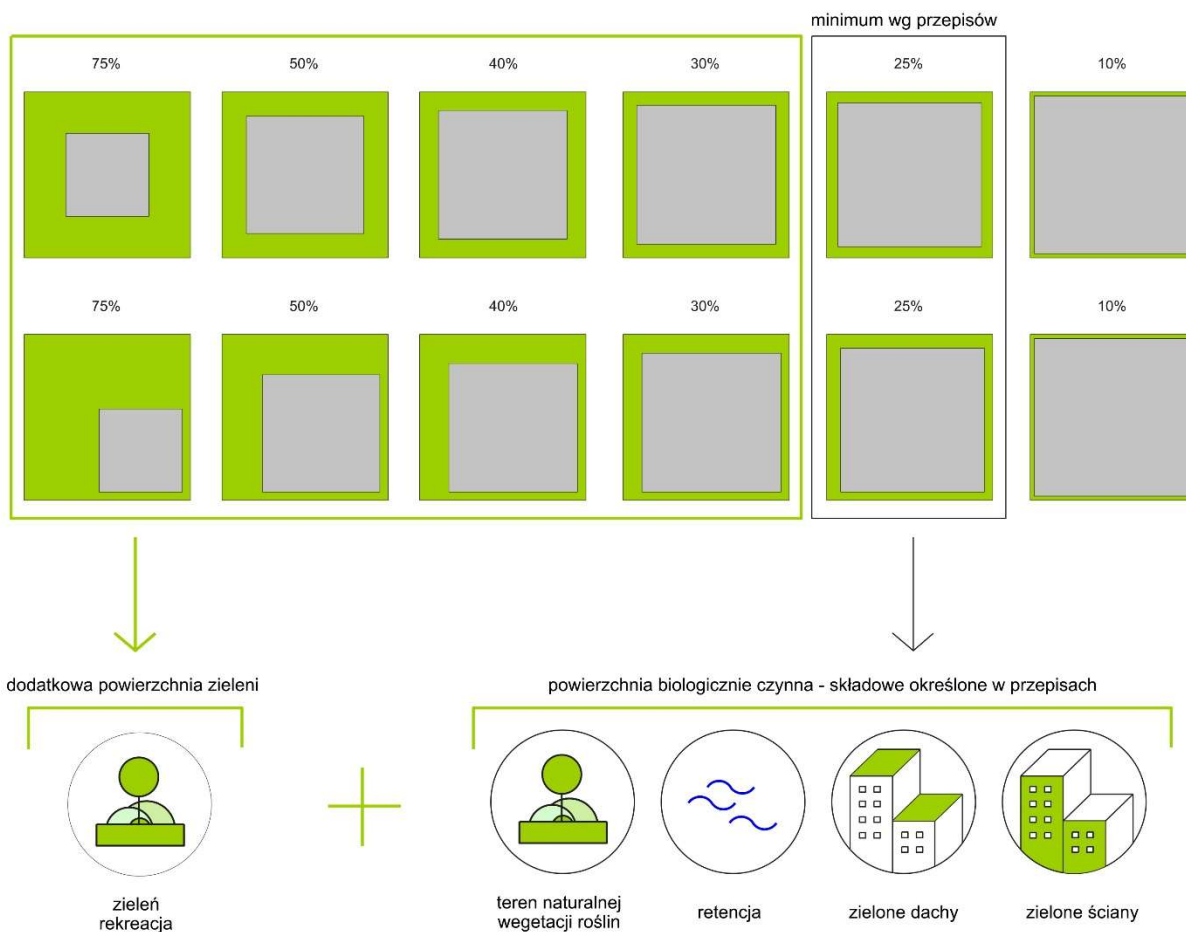 minimum wg przepisów
75%
50%
40%
30%
25%
10%
75%
50%
40%
30%
25%
10%
dodatkowa powierzchnia zieleni
powierzchnia biologicznie czynna - składowe określone w przepisach
zieleń
rekreacja
teren naturalnej
wegetacji roślin
retencja
zielone dachy
zielone ściany